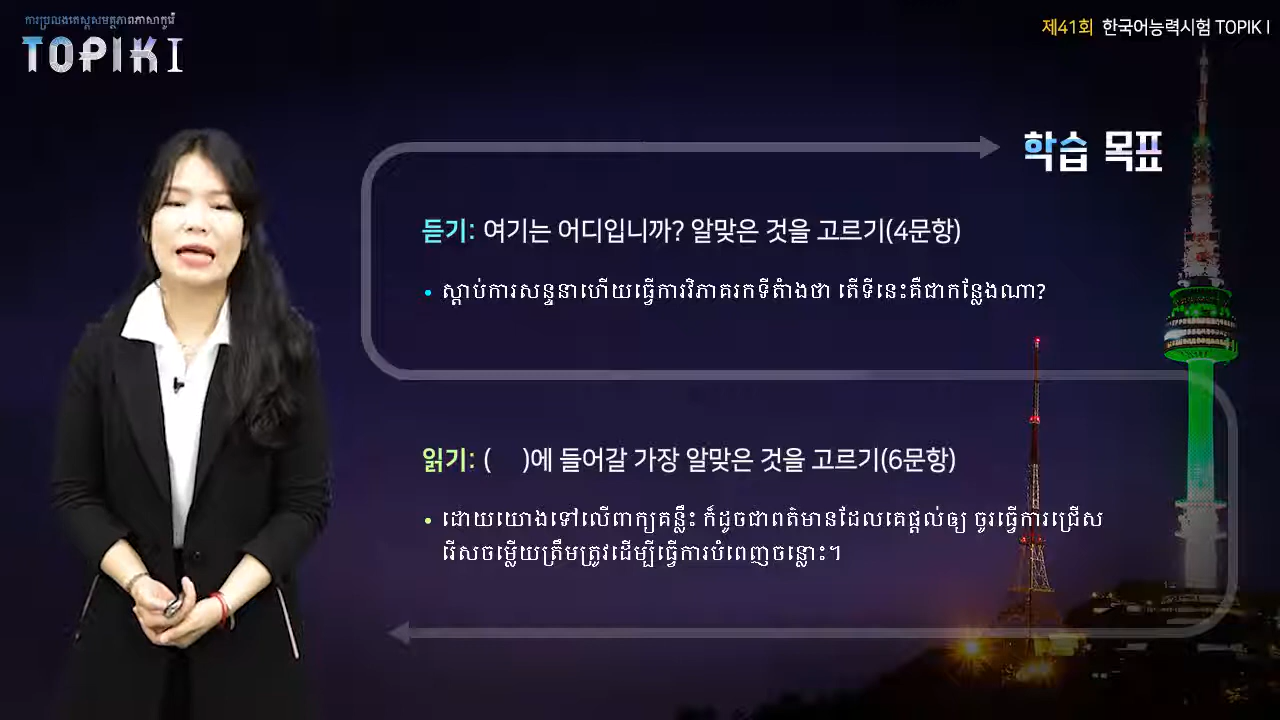 ការប្រលងតេស្តសមត្ថភាពភាសាកូរ៉េ
TOPIK I
제41회 한국어능력시험 TOPIK I
학습 목표
듣기: 여기는 어디입니까? 알맞은 것을 고르기(4문항)
• ស្តាប់ការសន្ទនាហើយធ្វើការវិភាគរកទីតំាងថា តើទីនេះគឺជាកន្លែងណា?
읽기: (    )에 들어갈 가장 알맞은 것을 고르기(6문항)
• ដោយយោងទៅលើពាក្យគន្លឹះ ក៏ដូចជាពត៌មានដែលគេផ្តល់ឲ្យ ចូរធ្វើការជ្រើស
រើសចម្លើយត្រឹមត្រូវដើម្បីធ្វើការបំពេញចន្លោះ។